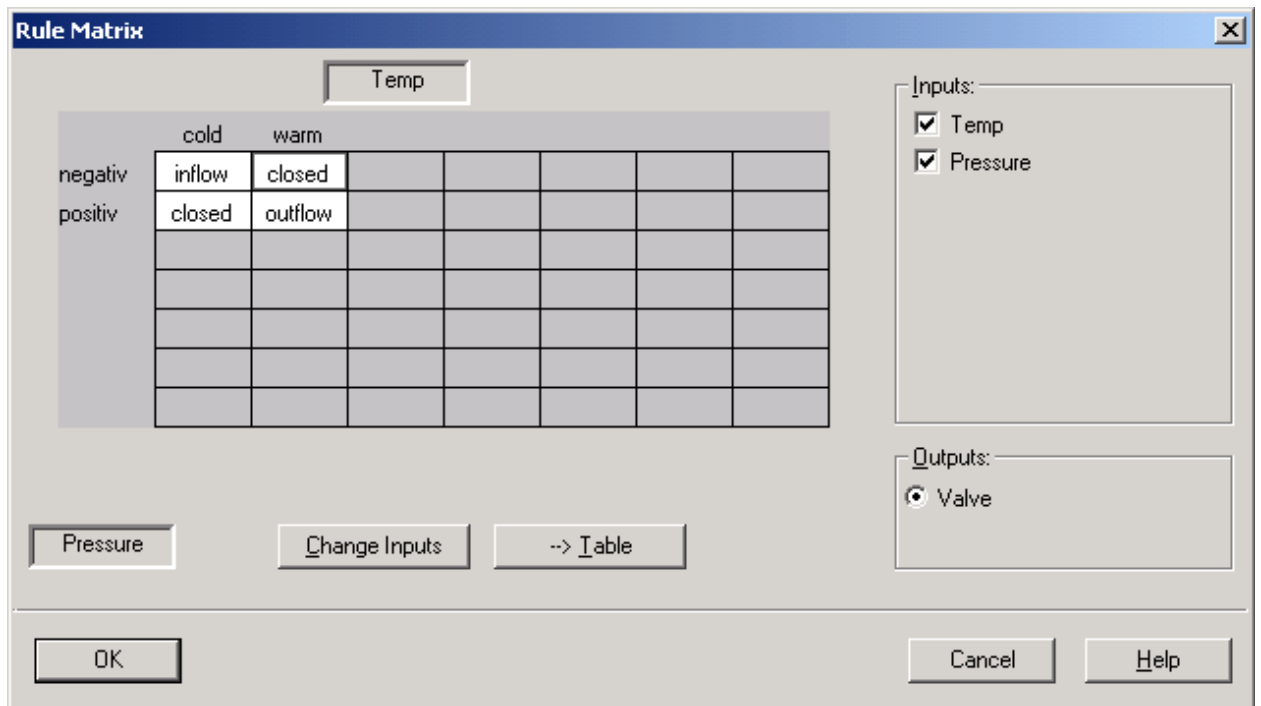 Rule Matrix
Temp
cold warm
negativ inflow closed
positiv closed outflow
Pressure
Change Inputs
--> Table
Inputs:
Temp
Pressure
Outputs:
Valve
OK
Cancel
Help